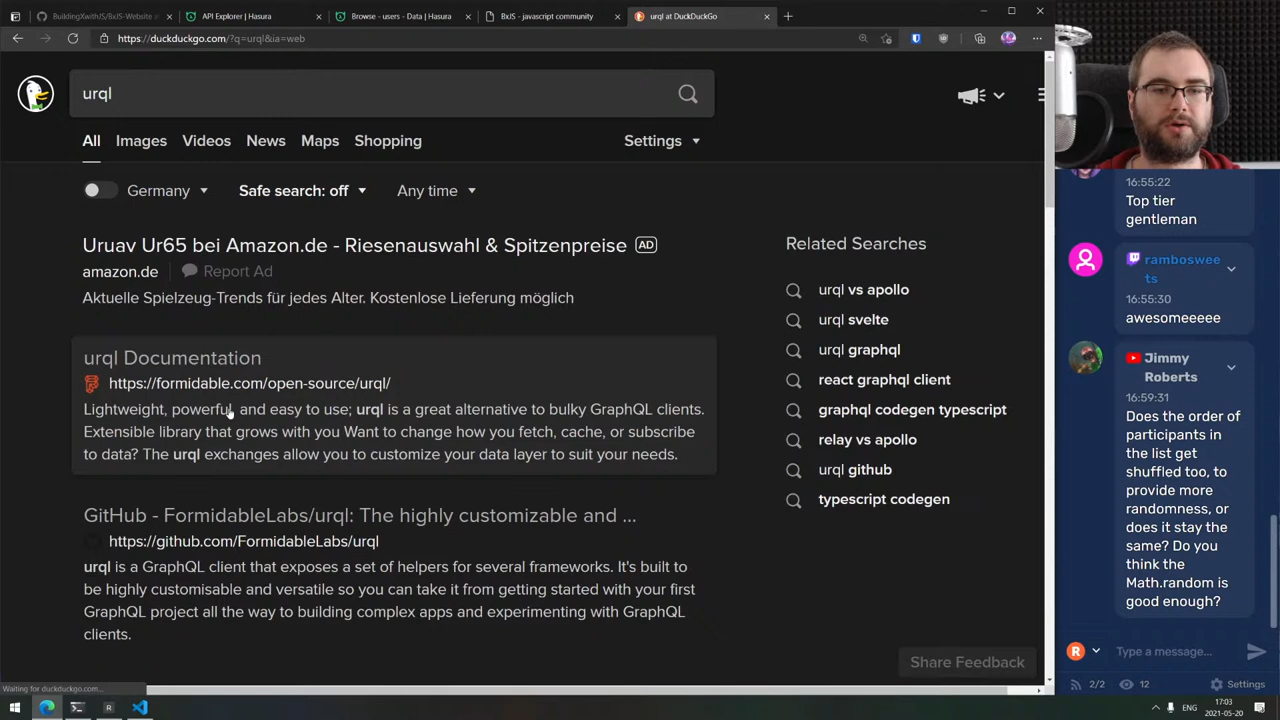 BuildingXwithJS/BxJS-Website
API Explorer | Hasura
Browse - users - Data | Hasura
BxJS - javascript community
urql at DuckDuckGo
https://duckduckgo.com/?q=urql&ia=web
urql
All Images Videos News Maps Shopping Settings
Germany Safe search: off Any time
Uruav Ur65 bei Amazon.de - Riesenauswahl & Spitzenpreise AD
amazon.de Report Ad
Aktuelle Spielzeug-Trends für jedes Alter. Kostenlose Lieferung möglich
urql Documentation
https://formidable.com/open-source/urql/
Lightweight, powerful, and easy to use; urql is a great alternative to bulky GraphQL clients.
Extensible library that grows with you Want to change how you fetch, cache, or subscribe
to data? The urql exchanges allow you to customize your data layer to suit your needs.
GitHub - FormidableLabs/urql: The highly customizable and ...
https://github.com/FormidableLabs/urql
urql is a GraphQL client that exposes a set of helpers for several frameworks. It's built to
be highly customisable and versatile so you can take it from getting started with your first
GraphQL project all the way to building complex apps and experimenting with GraphQL
clients.
Related Searches
urql vs apollo
urql svelte
urql graphql
react graphql client
graphql codegen typescript
relay vs apollo
urql github
typescript codegen
Share Feedback
Waiting for duckduckgo.com...
16:55:22
Top tier
gentleman
ramboswee
ts
16:55:30
awesomeeeee
Jimmy
Roberts
16:59:31
Does the order of
participants in
the list get
shuffled too, to
provide more
randomness, or
does it stay the
same? Do you
think the
Math.random is
good enough?
R
Type a message...
2/2 12 Settings
ENG
17:03
2021-05-20